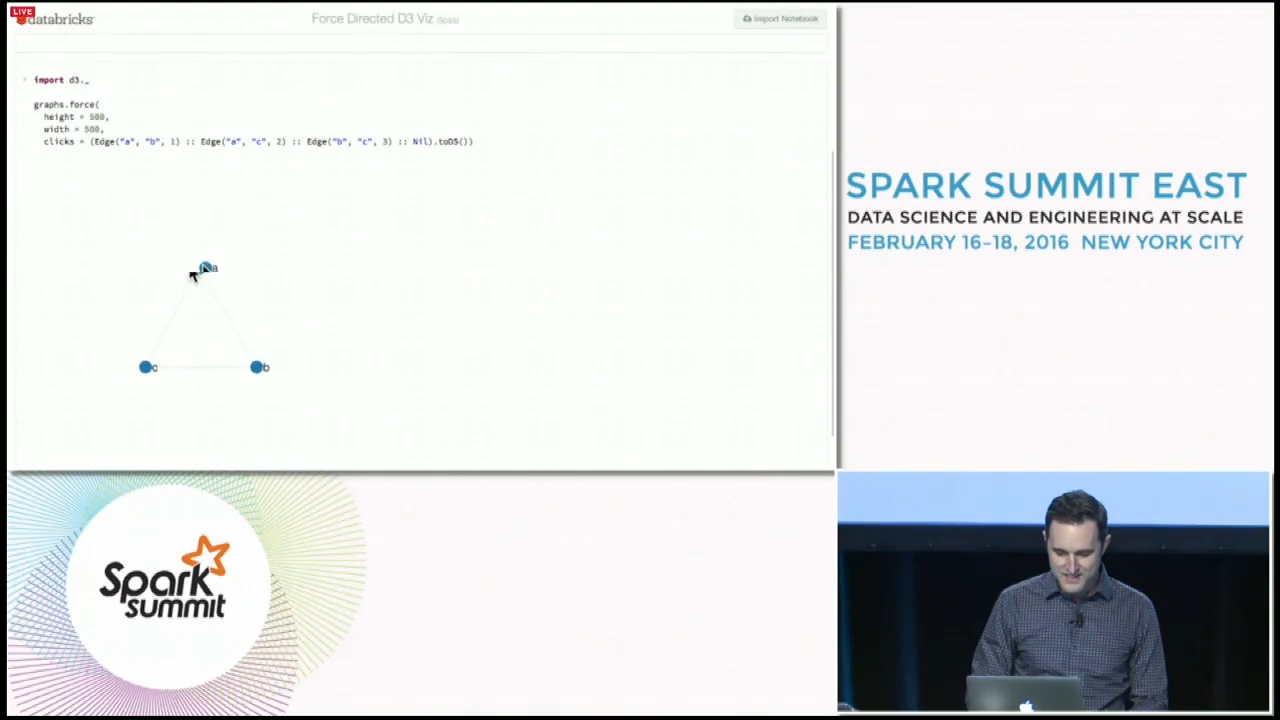 LIVE
databricks
Force Directed D3 Viz (Scala)
Import Notebook
import d3._
graphs.force(
height = 500,
width = 500,
clicks = (Edge("a", "b", 1) :: Edge("a", "c", 2) :: Edge("b", "c", 3) :: Nil).toDS())
a
c
b
SPARK SUMMIT EAST
DATA SCIENCE AND ENGINEERING AT SCALE
FEBRUARY 16-18, 2016 NEW YORK CITY
Spark
summit